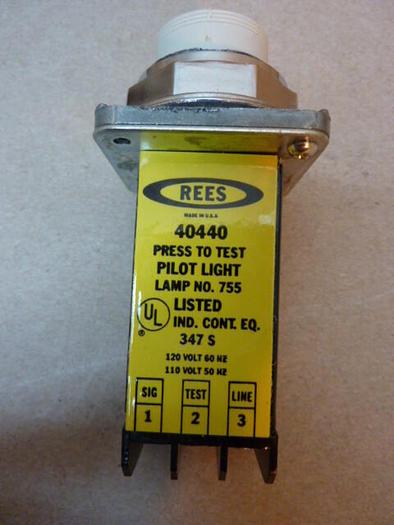 REES
MADE IN U.S.A
40440
PRESS TO TEST
PILOT LIGHT
LAMP NO. 755
UL LISTED
® IND. CONT. EQ.
347 S
120 VOLT 60 HZ
110 VOLT 50 HZ
SIG TEST LINE
1 2 3